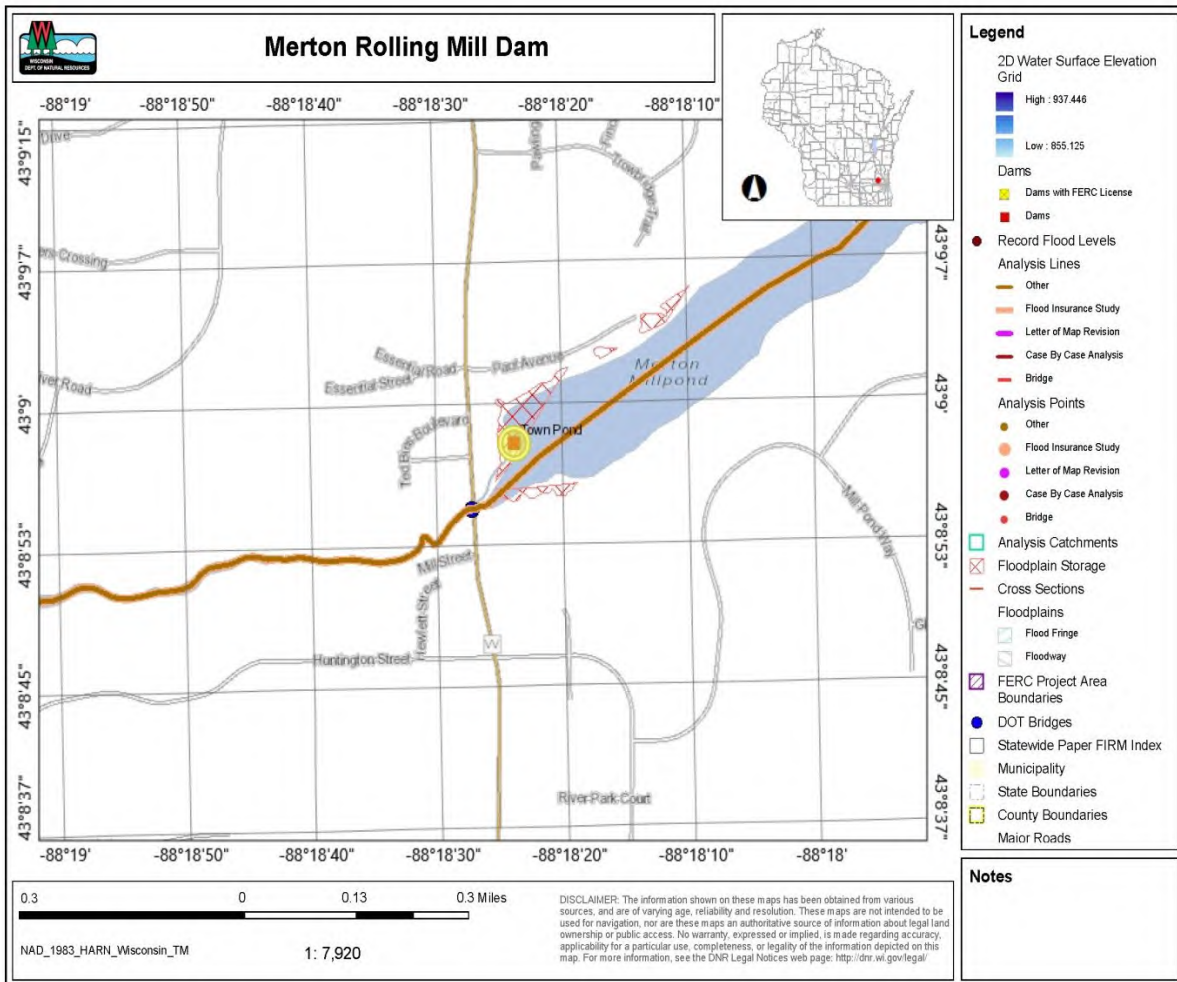 WISCONSIN
DEPT. OF NATURAL RESOURCES
Merton Rolling Mill Dam
-88°19'
-88°18'50"
-88°18'40"
-88°18'30"
-88°18'20"
-88°18'10"
43°9'15"
43°9'7"
43°9'
43°8'53"
43°8'45"
43°8'37"
43°9'7"
43°9'
43°8'53"
43°8'45"
43°8'37"
Drive
Trowbridge Trail
ers Crossing
Essential Road
Essential Street
Paul Avenue
Merton
Millpond
iver Road
Town Pond
Mill Pond Way
Mill Street
Hewlett Street
W
Huntington Street
River Park Court
-88°19'
-88°18'50"
-88°18'40"
-88°18'30"
-88°18'20"
-88°18'10"
-88°18'
Legend
2D Water Surface Elevation
Grid
High : 937.446
Low : 855.125
Dams
Dams with FERC License
Dams
Record Flood Levels
Analysis Lines
Other
Flood Insurance Study
Letter of Map Revision
Case By Case Analysis
Bridge
Analysis Points
Other
Flood Insurance Study
Letter of Map Revision
Case By Case Analysis
Bridge
Analysis Catchments
Floodplain Storage
Cross Sections
Floodplains
Flood Fringe
Floodway
FERC Project Area
Boundaries
DOT Bridges
Statewide Paper FIRM Index
Municipality
State Boundaries
County Boundaries
Major Roads
Notes
0.3
0
0.13
0.3 Miles
NAD_1983_HARN_Wisconsin_TM
1: 7,920
DISCLAIMER: The information shown on these maps has been obtained from various
sources, and are of varying age, reliability and resolution. These maps are not intended to be
used for navigation, nor are these maps an authoritative source of information about legal land
ownership or public access. No warranty, expressed or implied, is made regarding accuracy,
applicability for a particular use, completeness, or legality of the information depicted on this
map. For more information, see the DNR Legal Notices web page: http://dnr.wi.gov/legal/